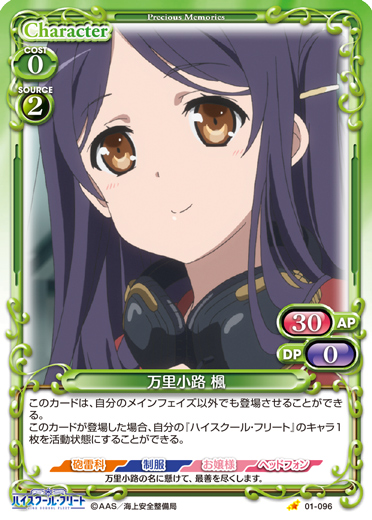 Precious Memories
Character
COST
0
SOURCE
2
30 AP
DP 0
万里小路 楓
このカードは、自分のメインフェイズ以外でも登場させることができ
る。
このカードが登場した場合、自分の『ハイスクール・フリート』のキャラ1
枚を活動状態にすることができる。
砲雷科 制服 お嬢様 ヘッドフォン
万里小路の名に懸けて、最善を尽くします。
ハイスクール・フリート
HIGH SCHOOL FLEET
©AAS/海上安全整備局
01-096